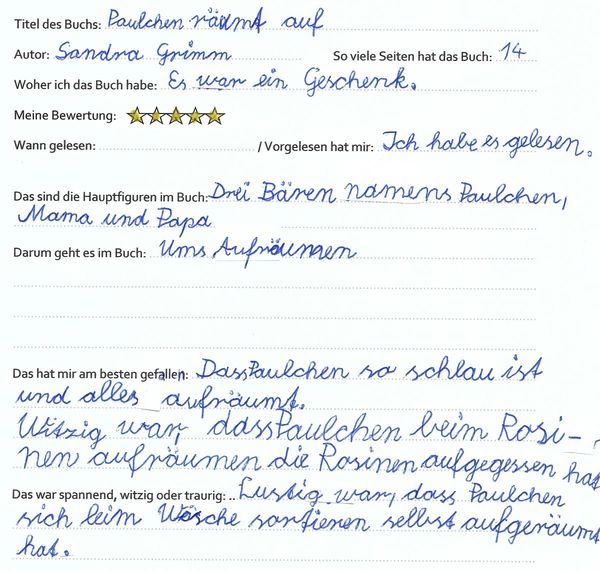 Titel des Buchs: Paulchen räumt auf
Autor: Sandra Grimm So viele Seiten hat das Buch: 14
Woher ich das Buch habe: Es war ein Geschenk.
Meine Bewertung:
Wann gelesen: / Vorgelesen hat mir: Ich habe es gelesen.
Das sind die Hauptfiguren im Buch: Drei Bären namens Paulchen,
Mama und Papa
Darum geht es im Buch: Ums Aufräumen
Das hat mir am besten gefallen: Dass Paulchen so schlau ist
und alles aufräumt.
Witzig war, dass Paulchen beim Rosi-
nen aufräumen die Rosinen aufgegessen hat
Das war spannend, witzig oder traurig: .. Lustig war, dass Paulchen
sich beim Wäsche sortieren selbst aufgeräumt
hat.